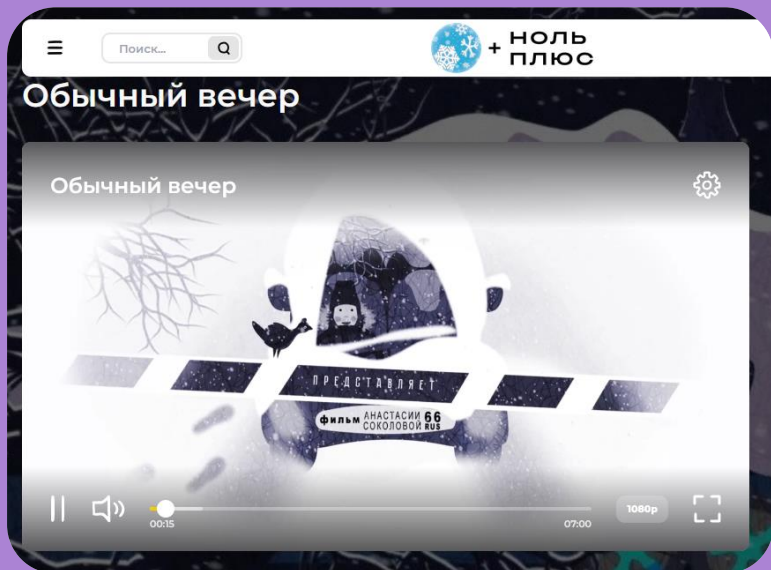 Поиск...
+ НОЛЬ
ПЛЮС
Обычный вечер
Обычный вечер
ПРЕДСТАВЛЯЕТ
фильм АНАСТАСИИ 66
СОКОЛОВОЙ RUS
00:15
07:00
1080p